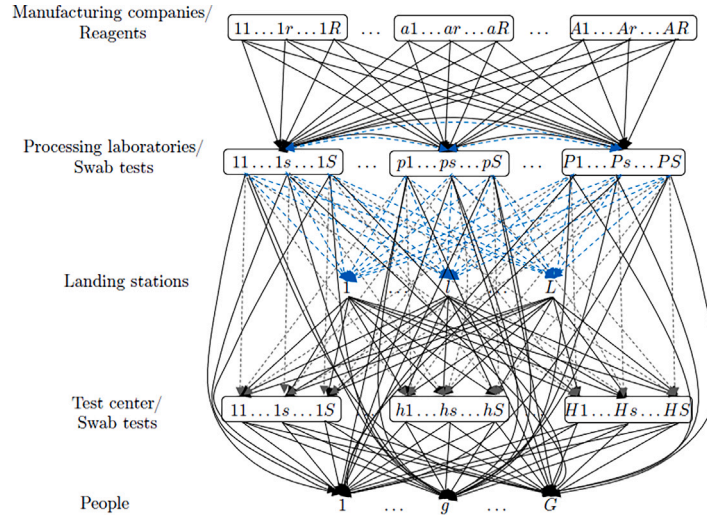 Manufacturing companies/
Reagents
11...1r...1R ... a1...ar...aR ... A1...Ar...AR
Processing laboratories/
Swab tests
11...1s...1S ... p1...ps...pS ... P1...Ps...PS
Landing stations
1 l L
Test center/
Swab tests
11...1s...1S h1...hs...hS H1...Hs...HS
People
1 ... g ... G